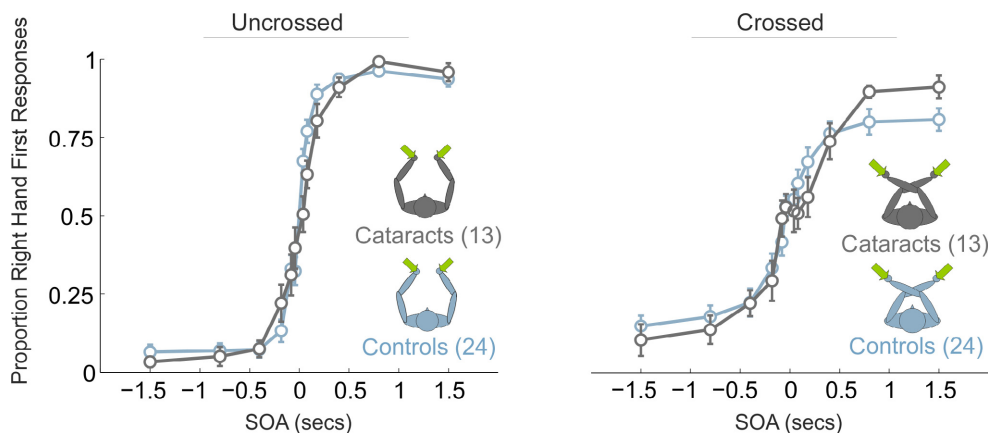 Uncrossed
Crossed
Proportion Right Hand First Responses
1
0.75
0.5
0.25
0
Cataracts (13)
Controls (24)
−1.5 −1 −0.5 0 0.5 1 1.5
SOA (secs)
Cataracts (13)
Controls (24)
−1.5 −1 −0.5 0 0.5 1 1.5
SOA (secs)